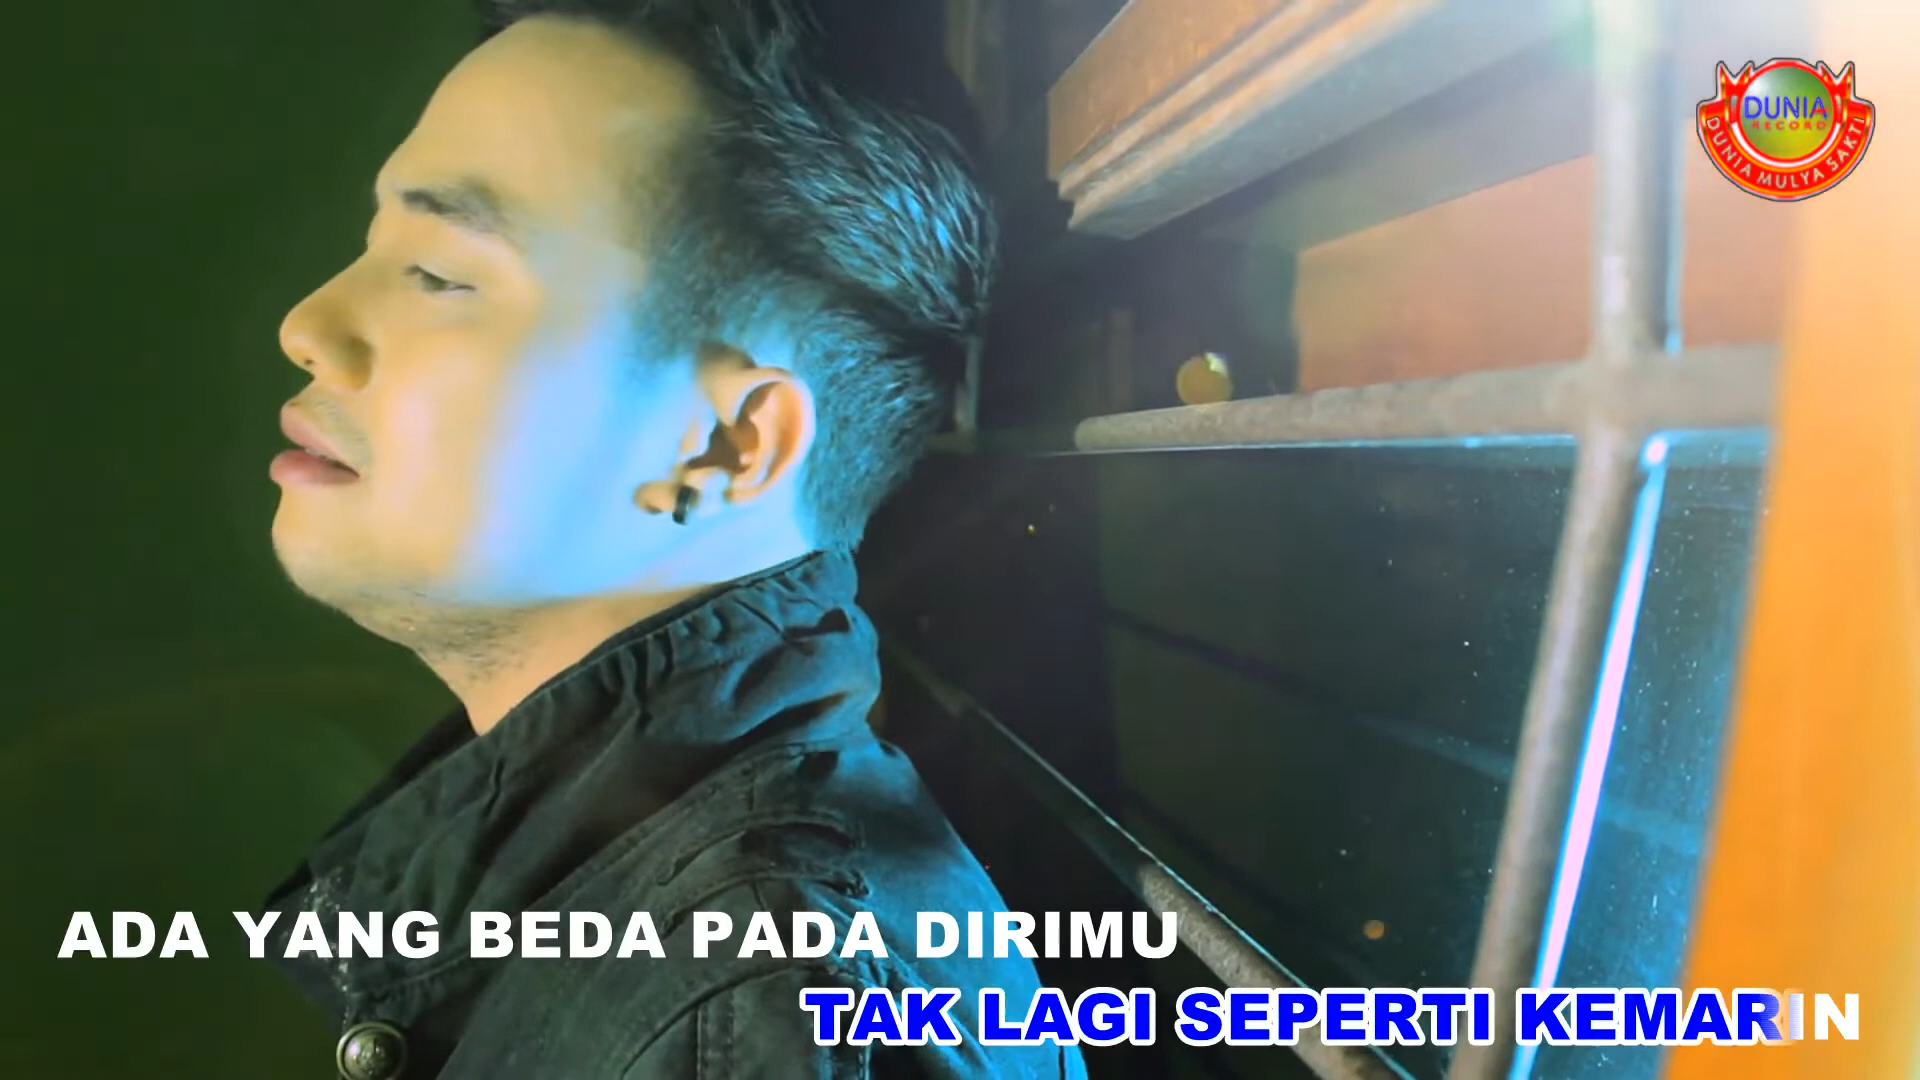 DUNIA
RECORD
DUNIA MULYA SAKTI
ADA YANG BEDA PADA DIRIMU
TAK LAGI SEPERTI KEMARIN